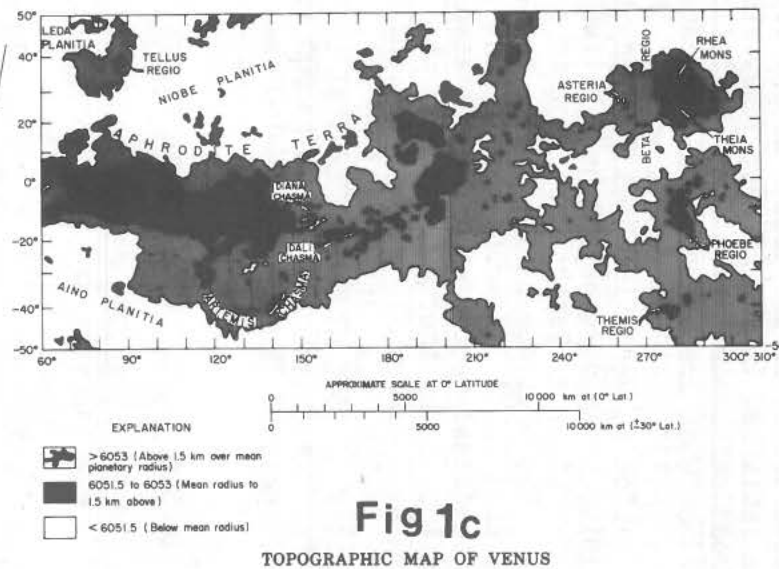 50°
40°
20°
0°
-20°
-40°
-50°
LEDA
PLANITIA
TELLUS
REGIO
NIOBE PLANITIA
APHRODITE TERRA
DIANA
CHASMA
DALI
CHASMA
ARTEMIS CHASMA
AINO PLANITIA
ASTERIA
REGIO
BETA REGIO
RHEA
MONS
THEIA
MONS
PHOEBE
REGIO
THEMIS
REGIO
60° 90° 120° 150° 180° 210° 240° 270° 300° 310°
APPROXIMATE SCALE AT 0° LATITUDE
0 5000 10 000 km at (0° Lat.)
0 5000 10 000 km at (±30° Lat.)
EXPLANATION
> 6053 (Above 1.5 km over mean
planetary radius)
6051.5 to 6053 (Mean radius to
1.5 km above)
< 6051.5 (Below mean radius)
Fig 1c
TOPOGRAPHIC MAP OF VENUS